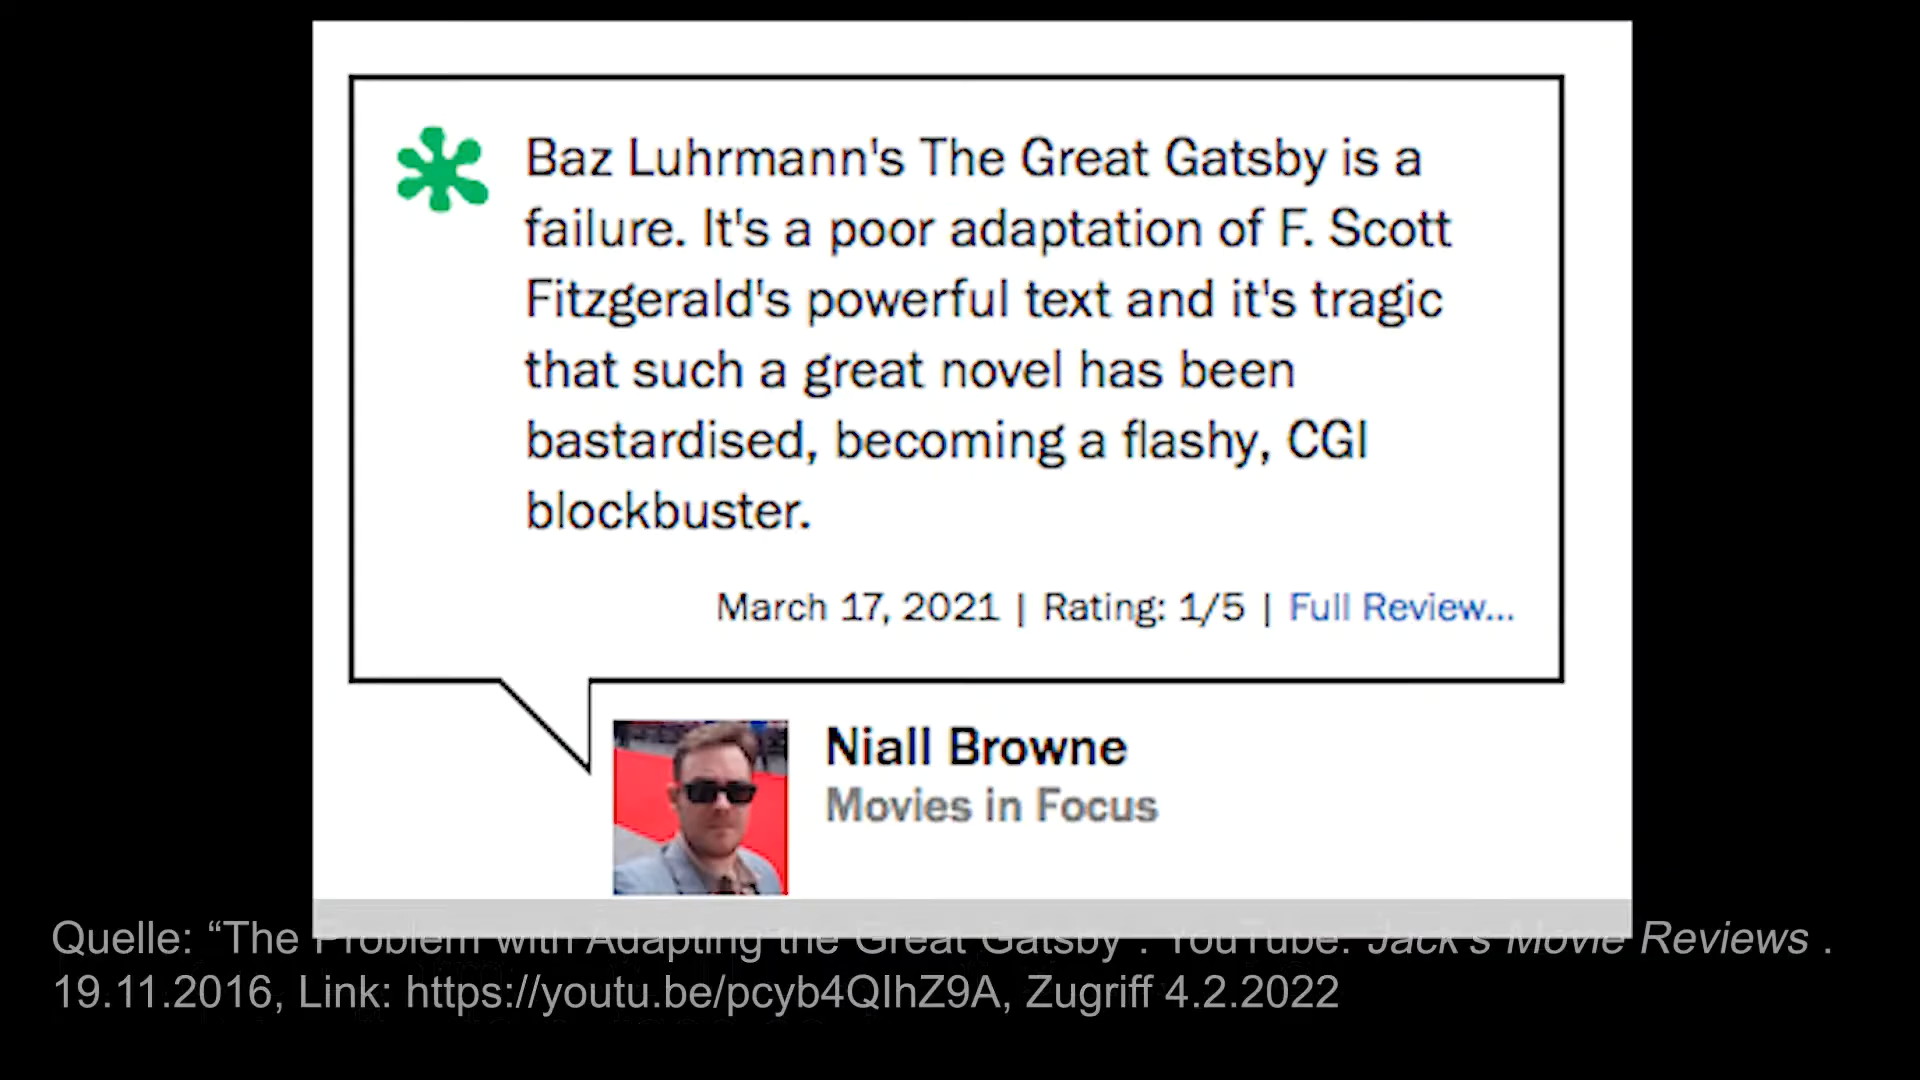 Baz Luhrmann's The Great Gatsby is a
failure. It's a poor adaptation of F. Scott
Fitzgerald's powerful text and it's tragic
that such a great novel has been
bastardised, becoming a flashy, CGI
blockbuster.
March 17, 2021 | Rating: 1/5 | Full Review...
Niall Browne
Movies in Focus
Quelle: “The Problem with Adapting the Great Gatsby”. YouTube: Jack's Movie Reviews .
19.11.2016, Link: https://youtu.be/pcyb4QIhZ9A, Zugriff 4.2.2022